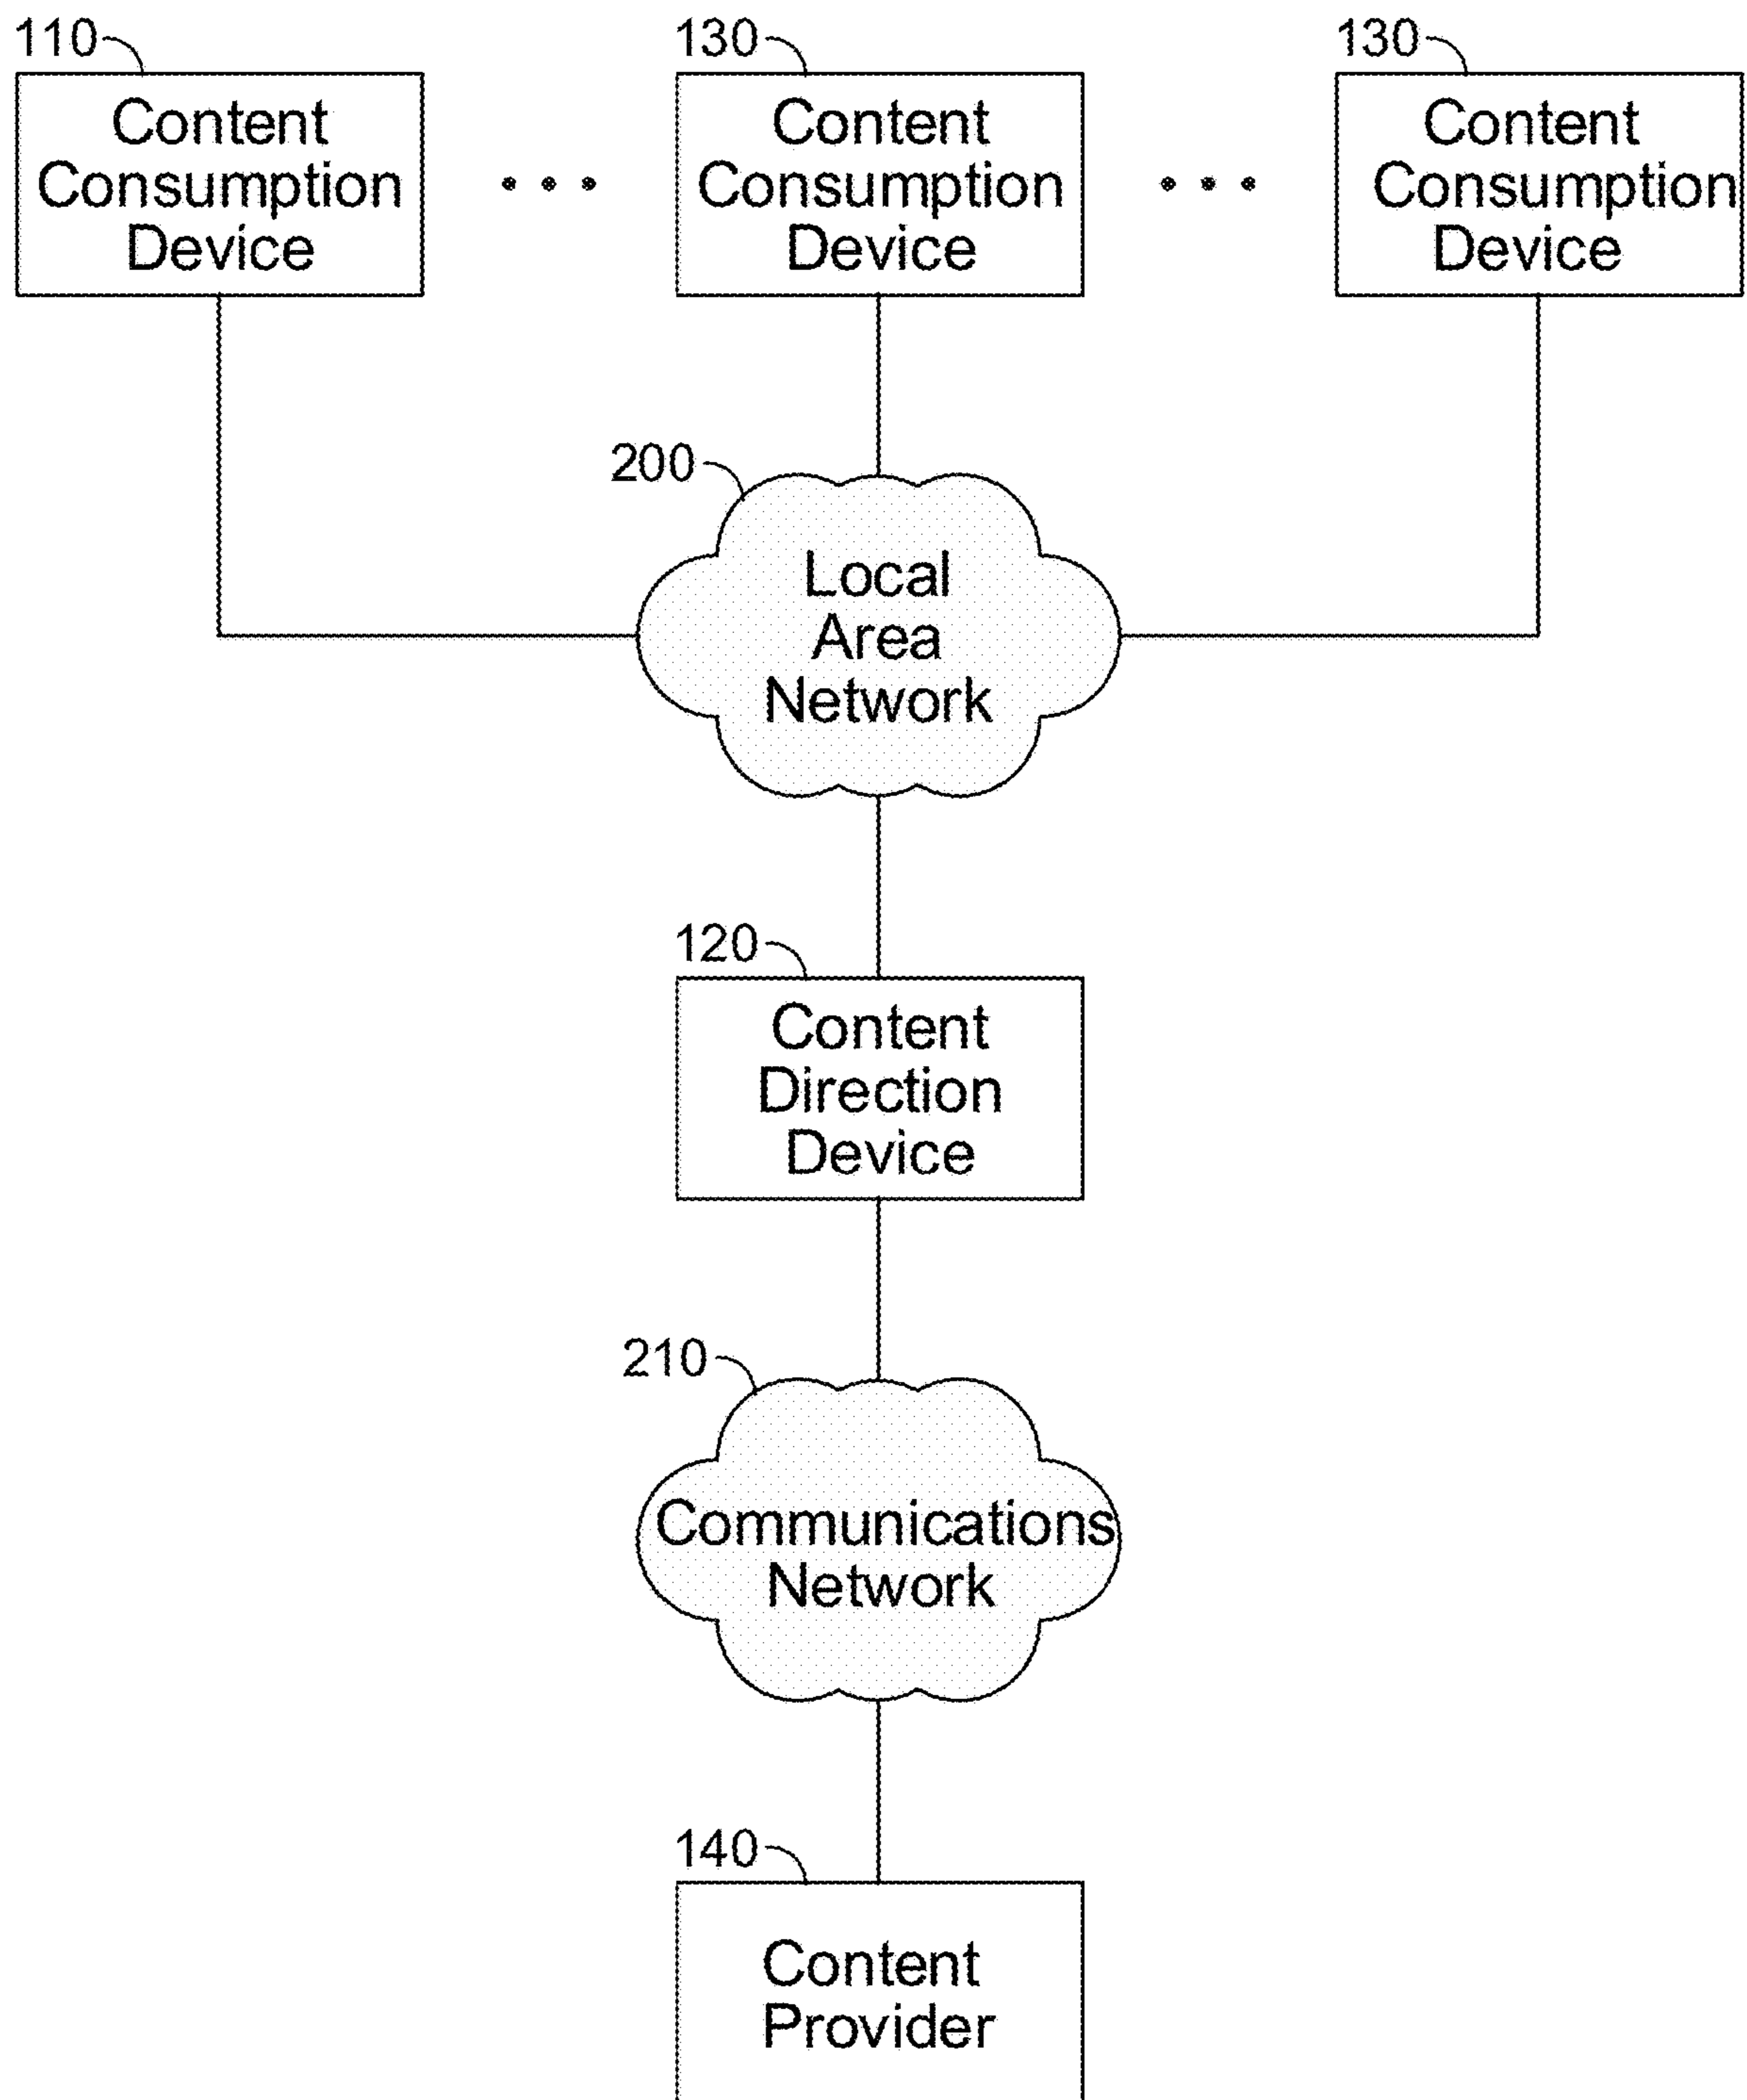 110
130
130
Content
Consumption
Device
Content
Consumption
Device
Content
Consumption
Device
200
Local
Area
Network
120
Content
Direction
Device
210
Communications
Network
140
Content
Provider